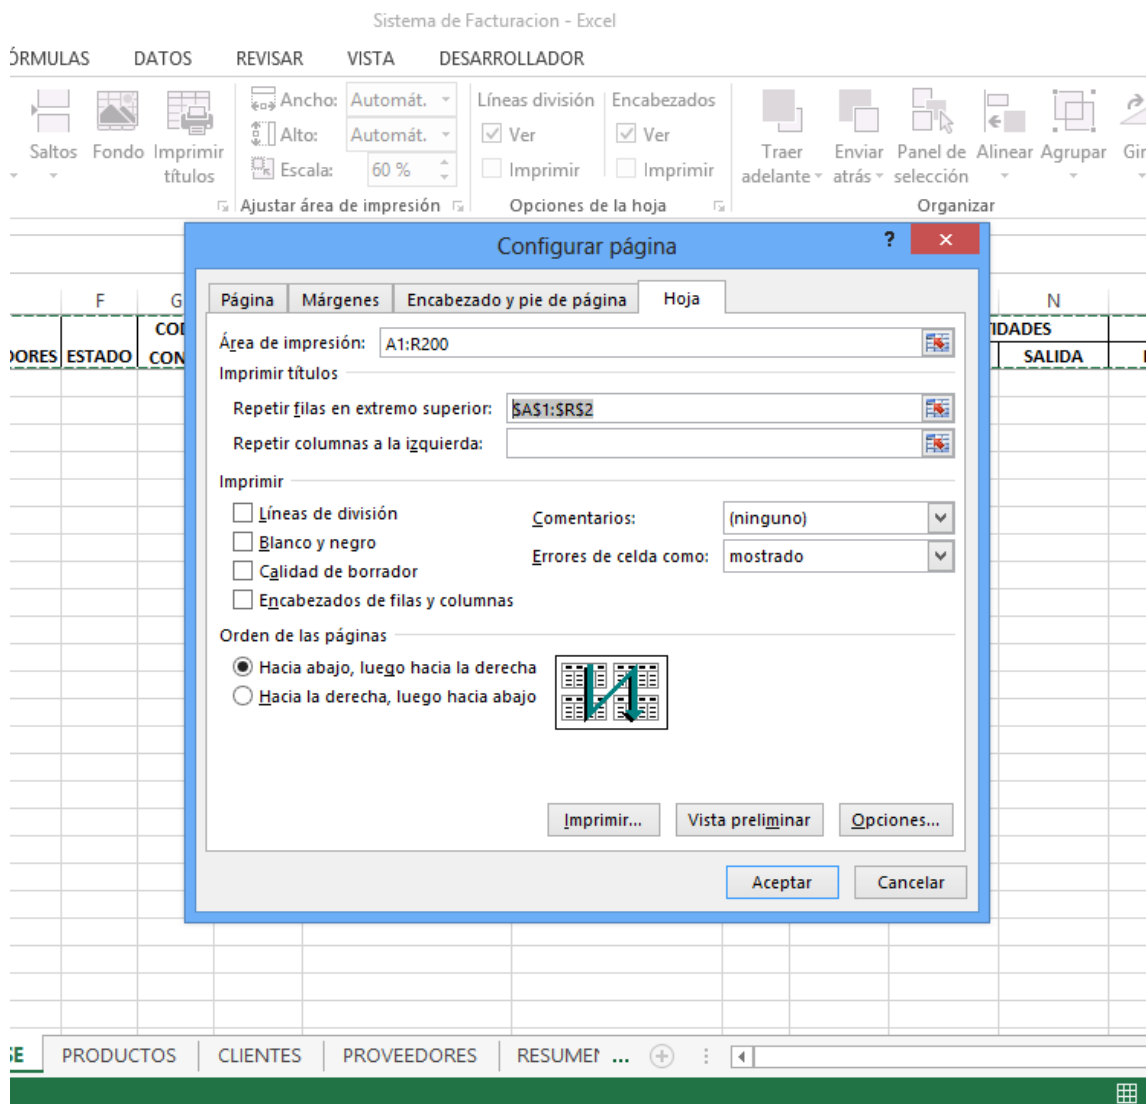 Sistema de Facturacion - Excel
ÓRMULAS DATOS REVISAR VISTA DESARROLLADOR
Ancho: Automát. Líneas división Encabezados
Alto: Automát. Ver Ver
Saltos Fondo Imprimir títulos Escala: 60 % Imprimir Imprimir Traer adelante Enviar atrás Panel de selección Alinear Agrupar Gir
Ajustar área de impresión Opciones de la hoja Organizar
Configurar página ? ×
Página Márgenes Encabezado y pie de página Hoja
F G N
COD IDADES
DORES ESTADO CON SALIDA
Área de impresión: A1:R200
Imprimir títulos
Repetir filas en extremo superior: $A$1:$R$2
Repetir columnas a la izquierda:
Imprimir
Líneas de división
Blanco y negro
Calidad de borrador
Encabezados de filas y columnas
Comentarios: (ninguno)
Errores de celda como: mostrado
Orden de las páginas
Hacia abajo, luego hacia la derecha
Hacia la derecha, luego hacia abajo
Imprimir... Vista preliminar Opciones...
Aceptar Cancelar
SE PRODUCTOS CLIENTES PROVEEDORES RESUMEN ...